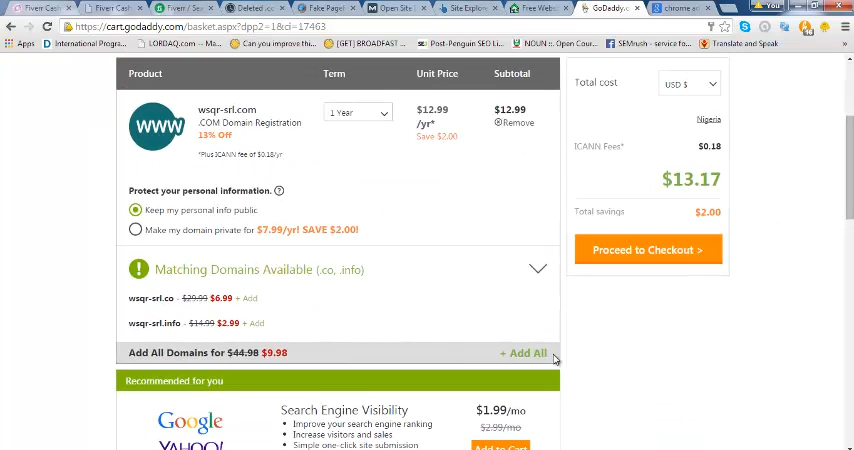 Fiverr Cash
Fiverr Cash
Fiverr / Sea
Deleted .co
Fake PageF
Open Site E
Site Explore
Free Webs
GoDaddy.c
chrome ac
You
https://cart.godaddy.com/basket.aspx?dpp2=1&ci=17463
16
International Progra...
LORDAQ.com -- Ma...
Can you improve thi...
[GET] BROADFAST ...
Post-Penguin SEO Li...
NOUN :: Open Cour...
SEMrush - service fo...
Translate and Speak
Product Term Unit Price Subtotal
wsqr-srl.com
.COM Domain Registration
13% Off
*Plus ICANN fee of $0.18/yr
1 Year
$12.99
/yr*
Save $2.00
$12.99
Remove
Protect your personal information. ?
Keep my personal info public
Make my domain private for $7.99/yr! SAVE $2.00!
! Matching Domains Available (.co, .info)
wsqr-srl.co - $29.99 $6.99 + Add
wsqr-srl.info - $14.99 $2.99 + Add
Add All Domains for $44.98 $9.98 + Add All
Recommended for you
Google
YAHOO!
Search Engine Visibility
• Improve your search engine ranking
• Increase visitors and sales
• Simple one-click site submission
$1.99/mo
$2.99/mo
Add to Cart
Total cost USD $
Nigeria
ICANN Fees* $0.18
$13.17
Total savings $2.00
Proceed to Checkout >
www